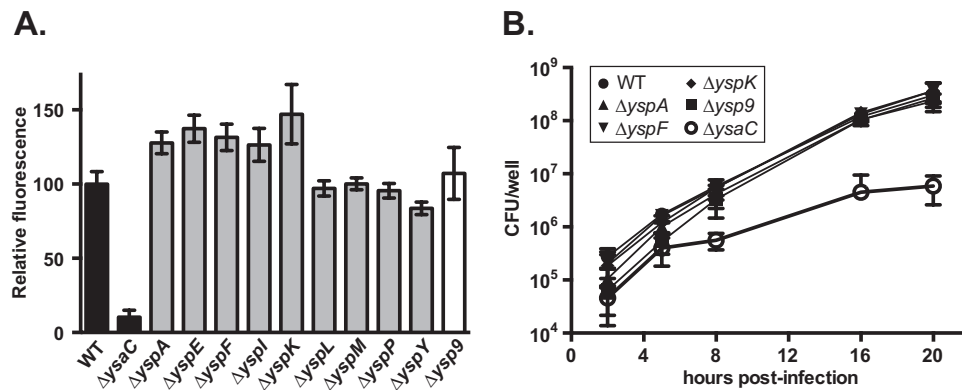 A.
Relative fluorescence
150
100
50
0
WT
ΔysaC
ΔyspA
ΔyspE
ΔyspF
ΔyspI
ΔyspK
ΔyspL
ΔyspM
ΔyspP
ΔyspY
Δysp9
B.
CFU/well
10⁹
10⁸
10⁷
10⁶
10⁵
10⁴
WT
ΔyspA
ΔyspF
ΔyspK
Δysp9
ΔysaC
0 4 8 12 16 20
hours post-infection